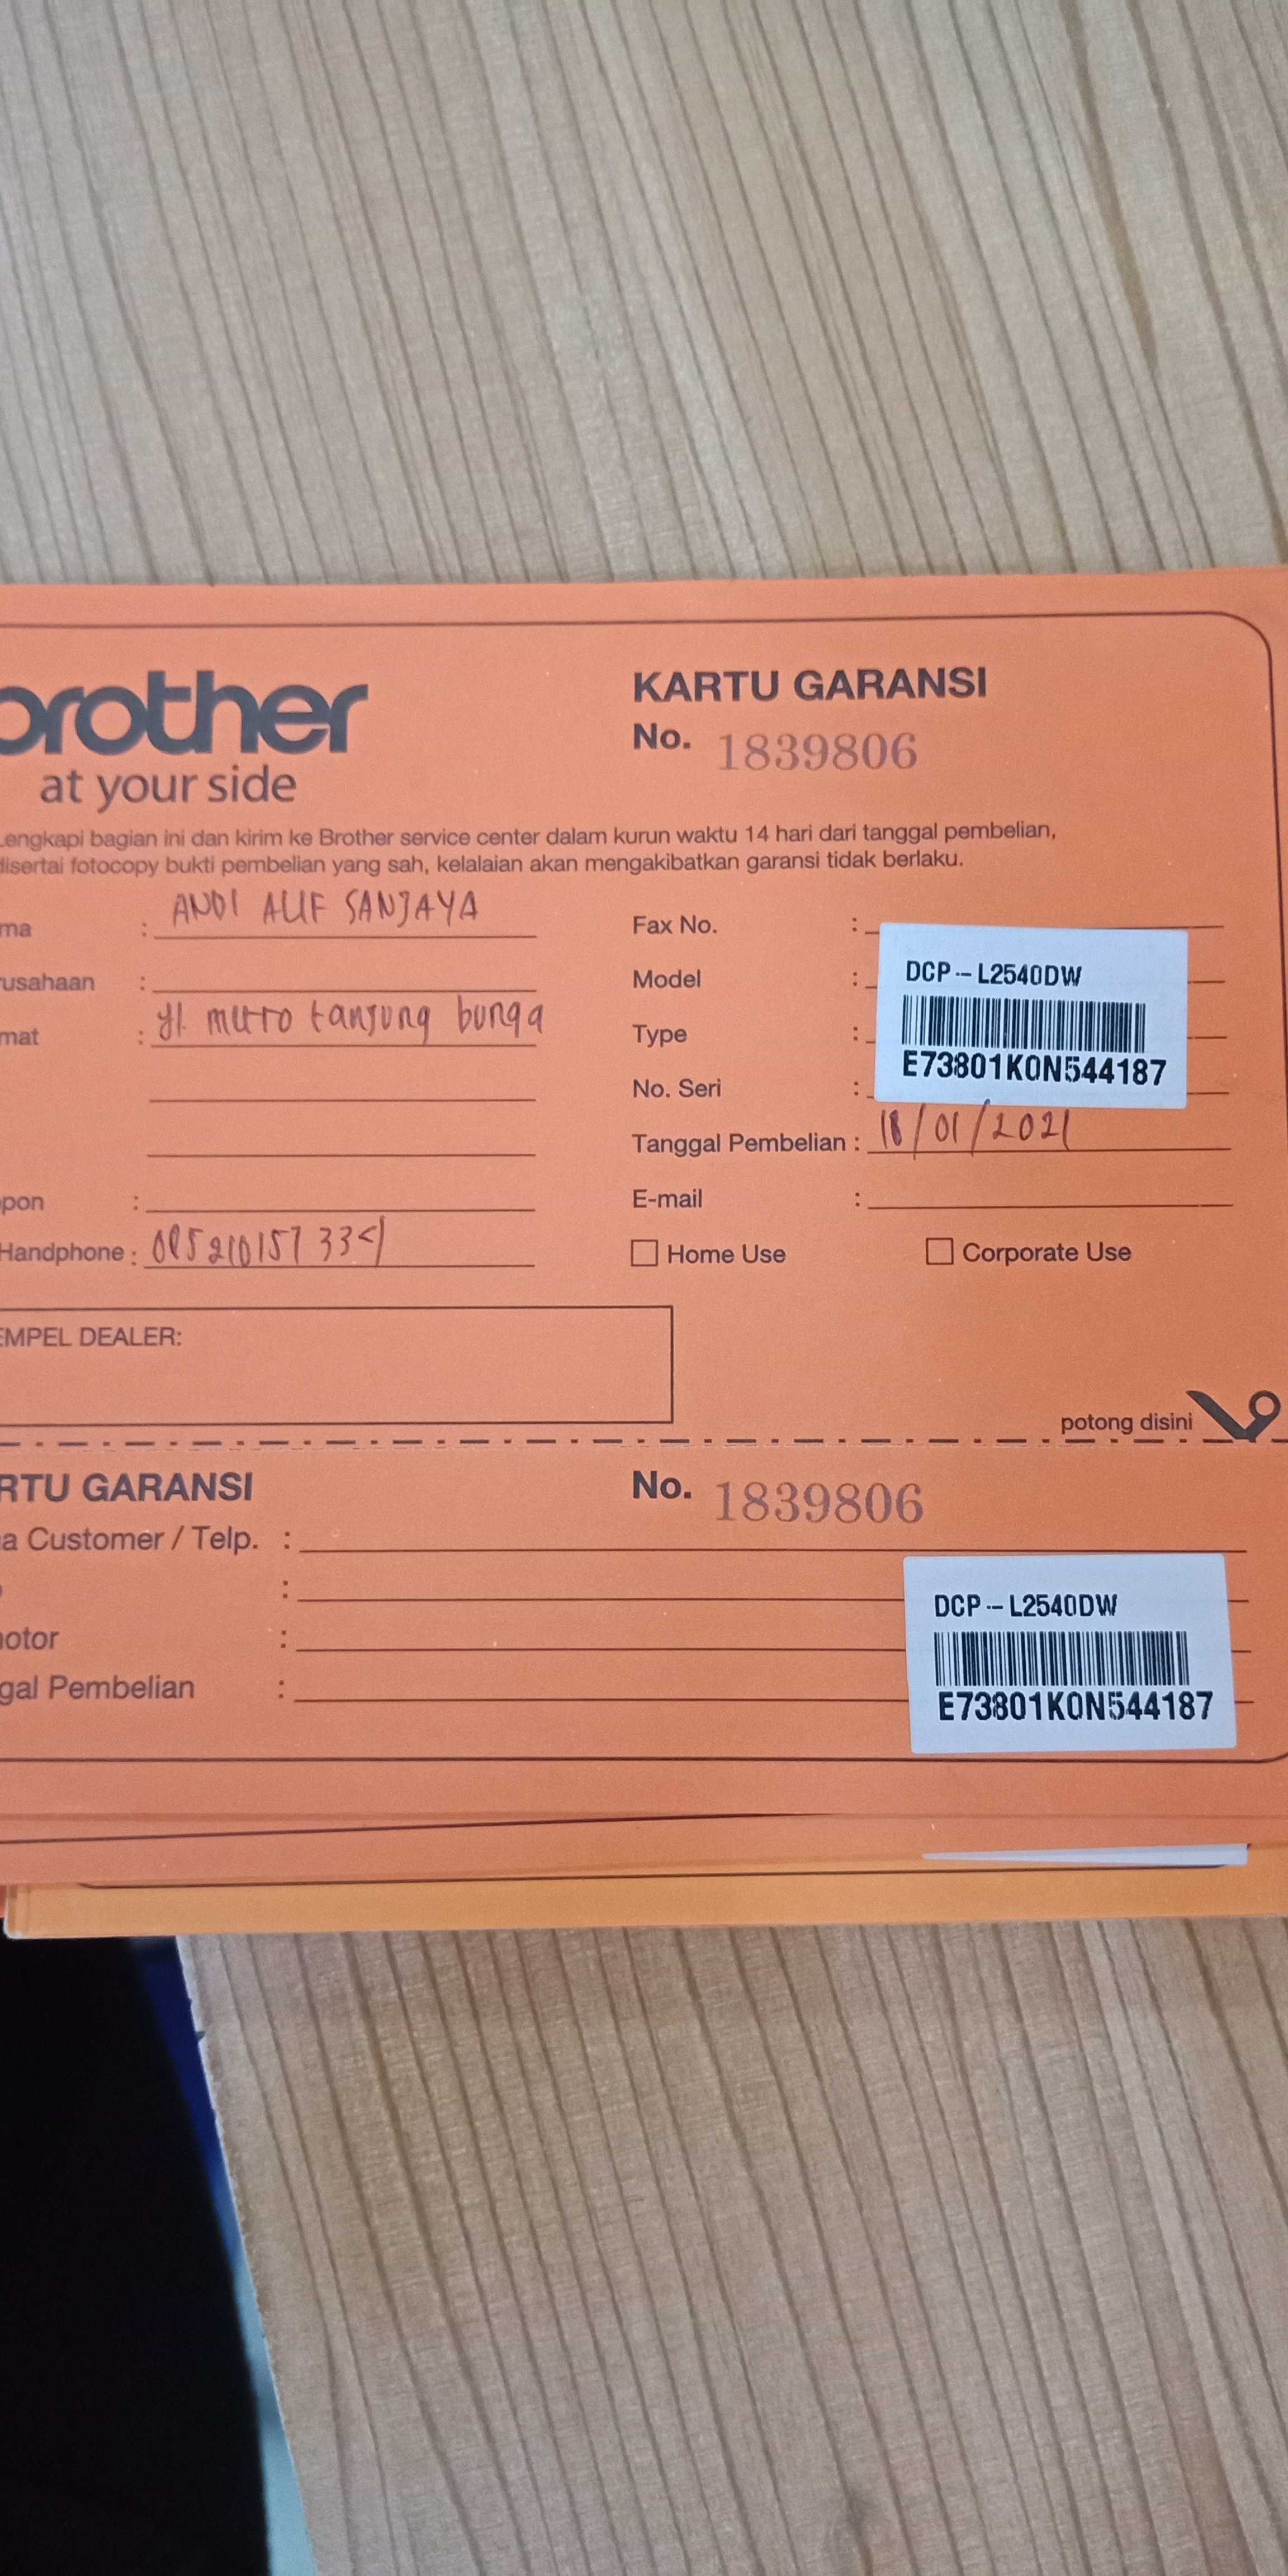 brother
at your side
KARTU GARANSI
No. 1839806
Lengkapi bagian ini dan kirim ke Brother service center dalam kurun waktu 14 hari dari tanggal pembelian,
disertai fotocopy bukti pembelian yang sah, kelalaian akan mengakibatkan garansi tidak berlaku.
ma : ANDI ALIF SANJAYA
rusahaan :
mat : Jl. metro tanjung bunga
pon :
Handphone : 085210157334
Fax No. :
Model : DCP-L2540DW
Type :
No. Seri : E73801K0N544187
Tanggal Pembelian : 18/01/2021
E-mail :
Home Use Corporate Use
EMPEL DEALER:
potong disini
RTU GARANSI No. 1839806
a Customer / Telp. :
:
otor :
gal Pembelian :
DCP-L2540DW
E73801K0N544187